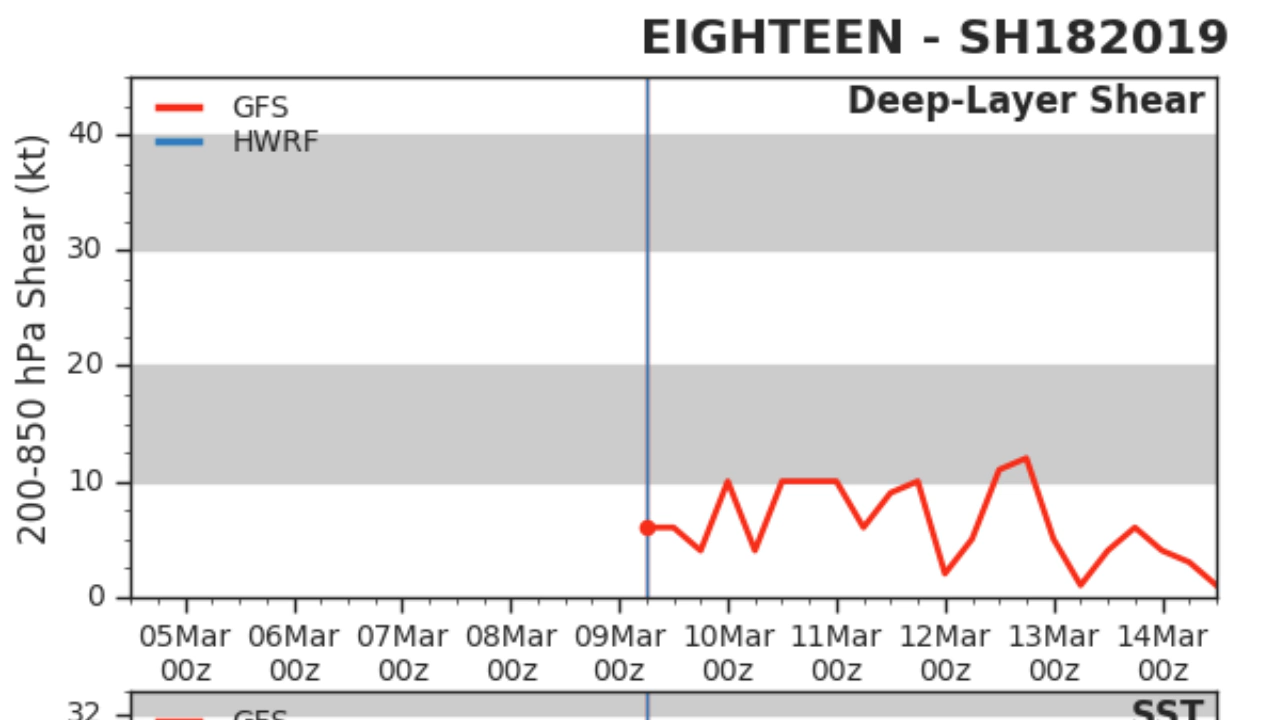 EIGHTEEN - SH182019
Deep-Layer Shear
GFS
HWRF
200-850 hPa Shear (kt)
40
30
20
10
0
05Mar 06Mar 07Mar 08Mar 09Mar 10Mar 11Mar 12Mar 13Mar 14Mar
00z 00z 00z 00z 00z 00z 00z 00z 00z 00z
32
GFS
SST